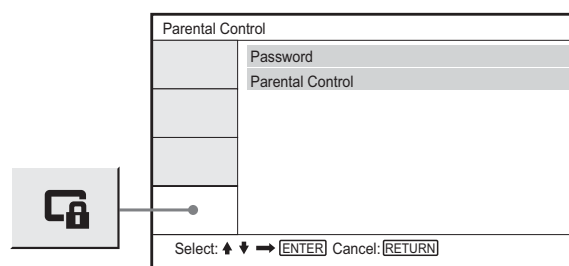 Parental Control
Password
Parental Control
Select: ↑ ↓ → ENTER Cancel: RETURN